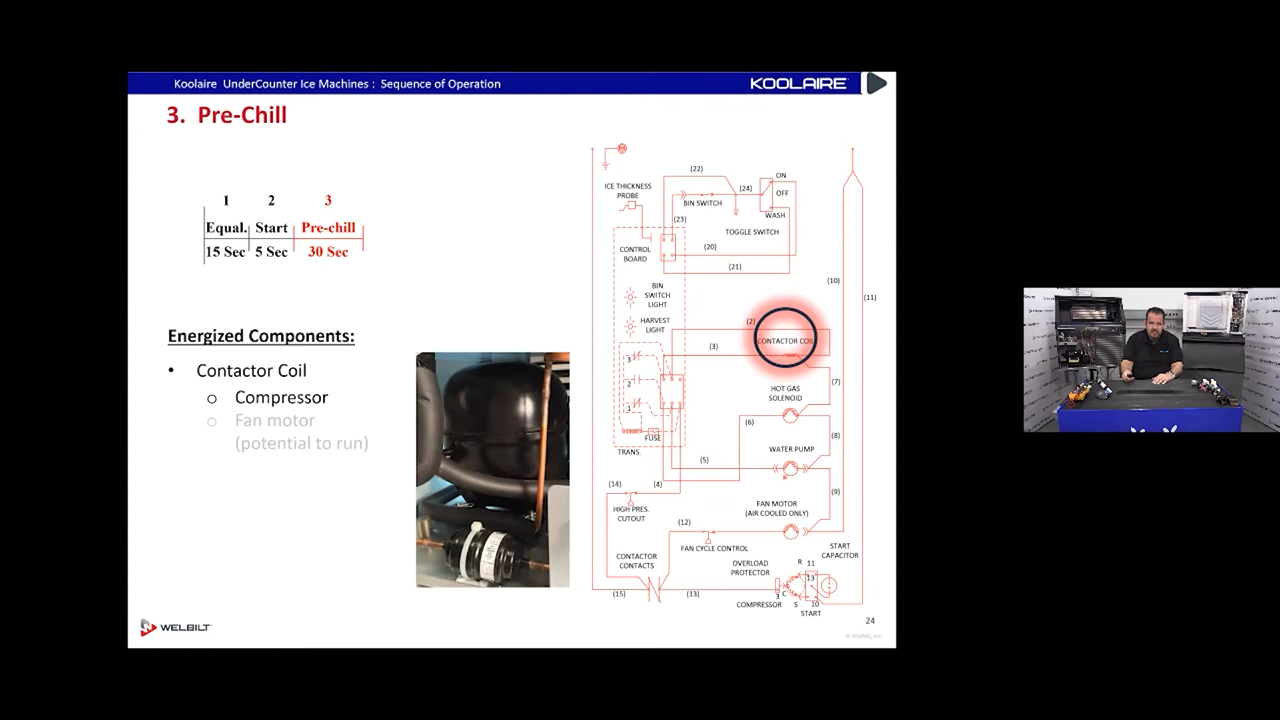 Koolaire UnderCounter Ice Machines : Sequence of Operation
KOOLAIRE
3. Pre-Chill
1 2 3
Equal. Start Pre-chill
15 Sec 5 Sec 30 Sec
Energized Components:
• Contactor Coil
o Compressor
o Fan motor
(potential to run)
(22)
ON
ICE THICKNESS
PROBE
(24)
OFF
BIN SWITCH
WASH
(23)
TOGGLE SWITCH
CONTROL
BOARD
(20)
(21)
(10)
(11)
BIN
SWITCH
LIGHT
HARVEST
LIGHT
(2)
CONTACTOR COIL
(3)
3
2
1
(7)
HOT GAS
SOLENOID
(6)
FUSE
TRANS.
(8)
WATER PUMP
(5)
(14)
(4)
(9)
HIGH PRES.
CUTOUT
FAN MOTOR
(AIR COOLED ONLY)
(12)
FAN CYCLE CONTROL
START
CAPACITOR
CONTACTOR
CONTACTS
OVERLOAD
PROTECTOR
R 11
13
(15)
(13)
3 C
COMPRESSOR
S 10
START
WELBILT
24
© Welbilt, Inc.